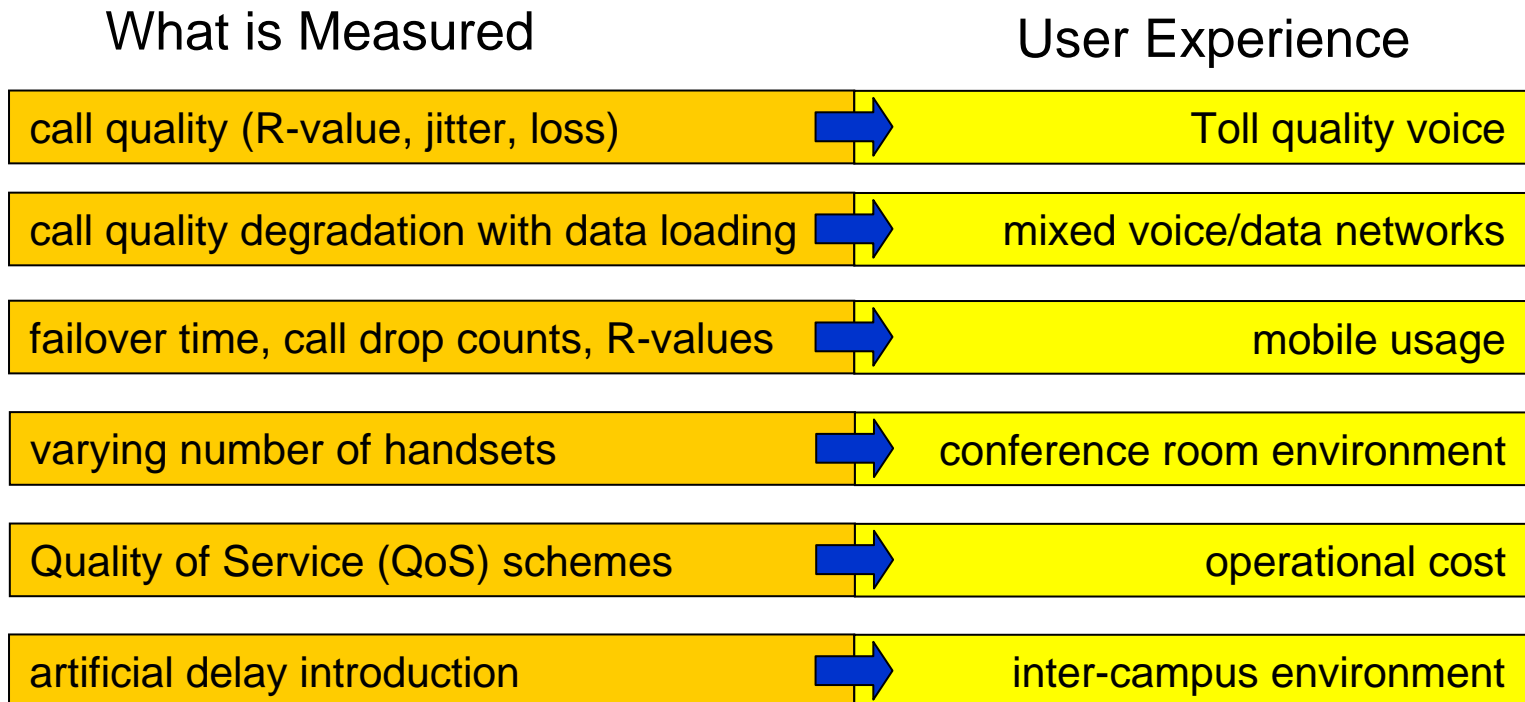 What is Measured
User Experience
call quality (R-value, jitter, loss)
Toll quality voice
call quality degradation with data loading
mixed voice/data networks
failover time, call drop counts, R-values
mobile usage
varying number of handsets
conference room environment
Quality of Service (QoS) schemes
operational cost
artificial delay introduction
inter-campus environment